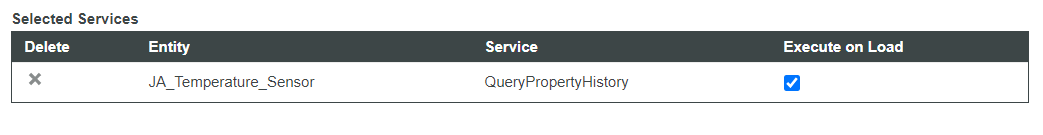 Selected Services
Delete Entity Service Execute on Load
JA_Temperature_Sensor QueryPropertyHistory